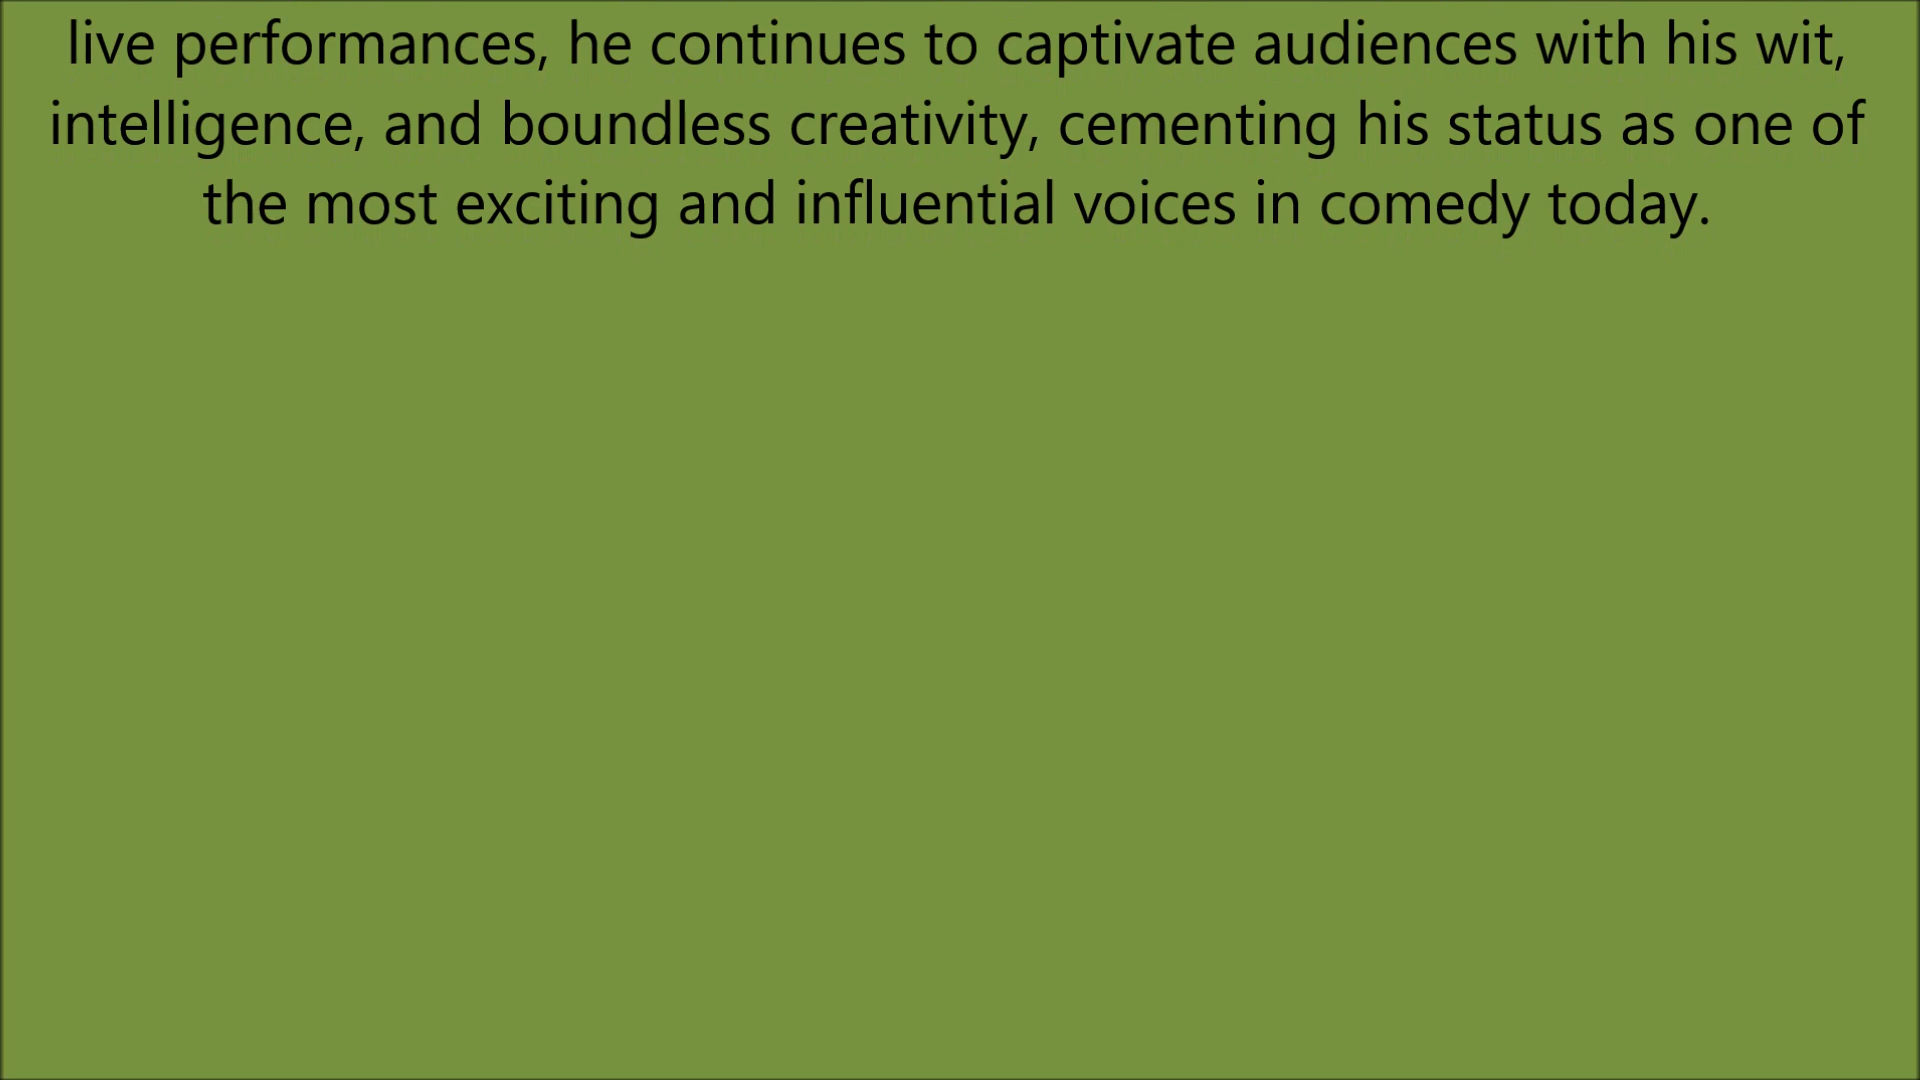 live performances, he continues to captivate audiences with his wit,
intelligence, and boundless creativity, cementing his status as one of
the most exciting and influential voices in comedy today.